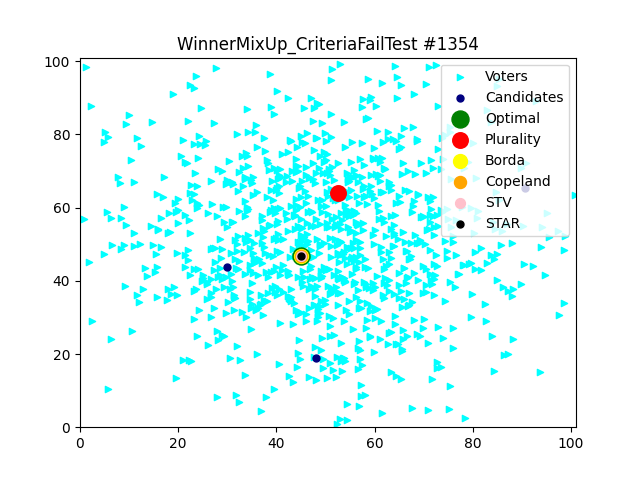 WinnerMixUp_CriteriaFailTest #1354
100
80
60
40
20
0
0
20
40
60
80
100
Voters
Candidates
Optimal
Plurality
Borda
Copeland
STV
STAR